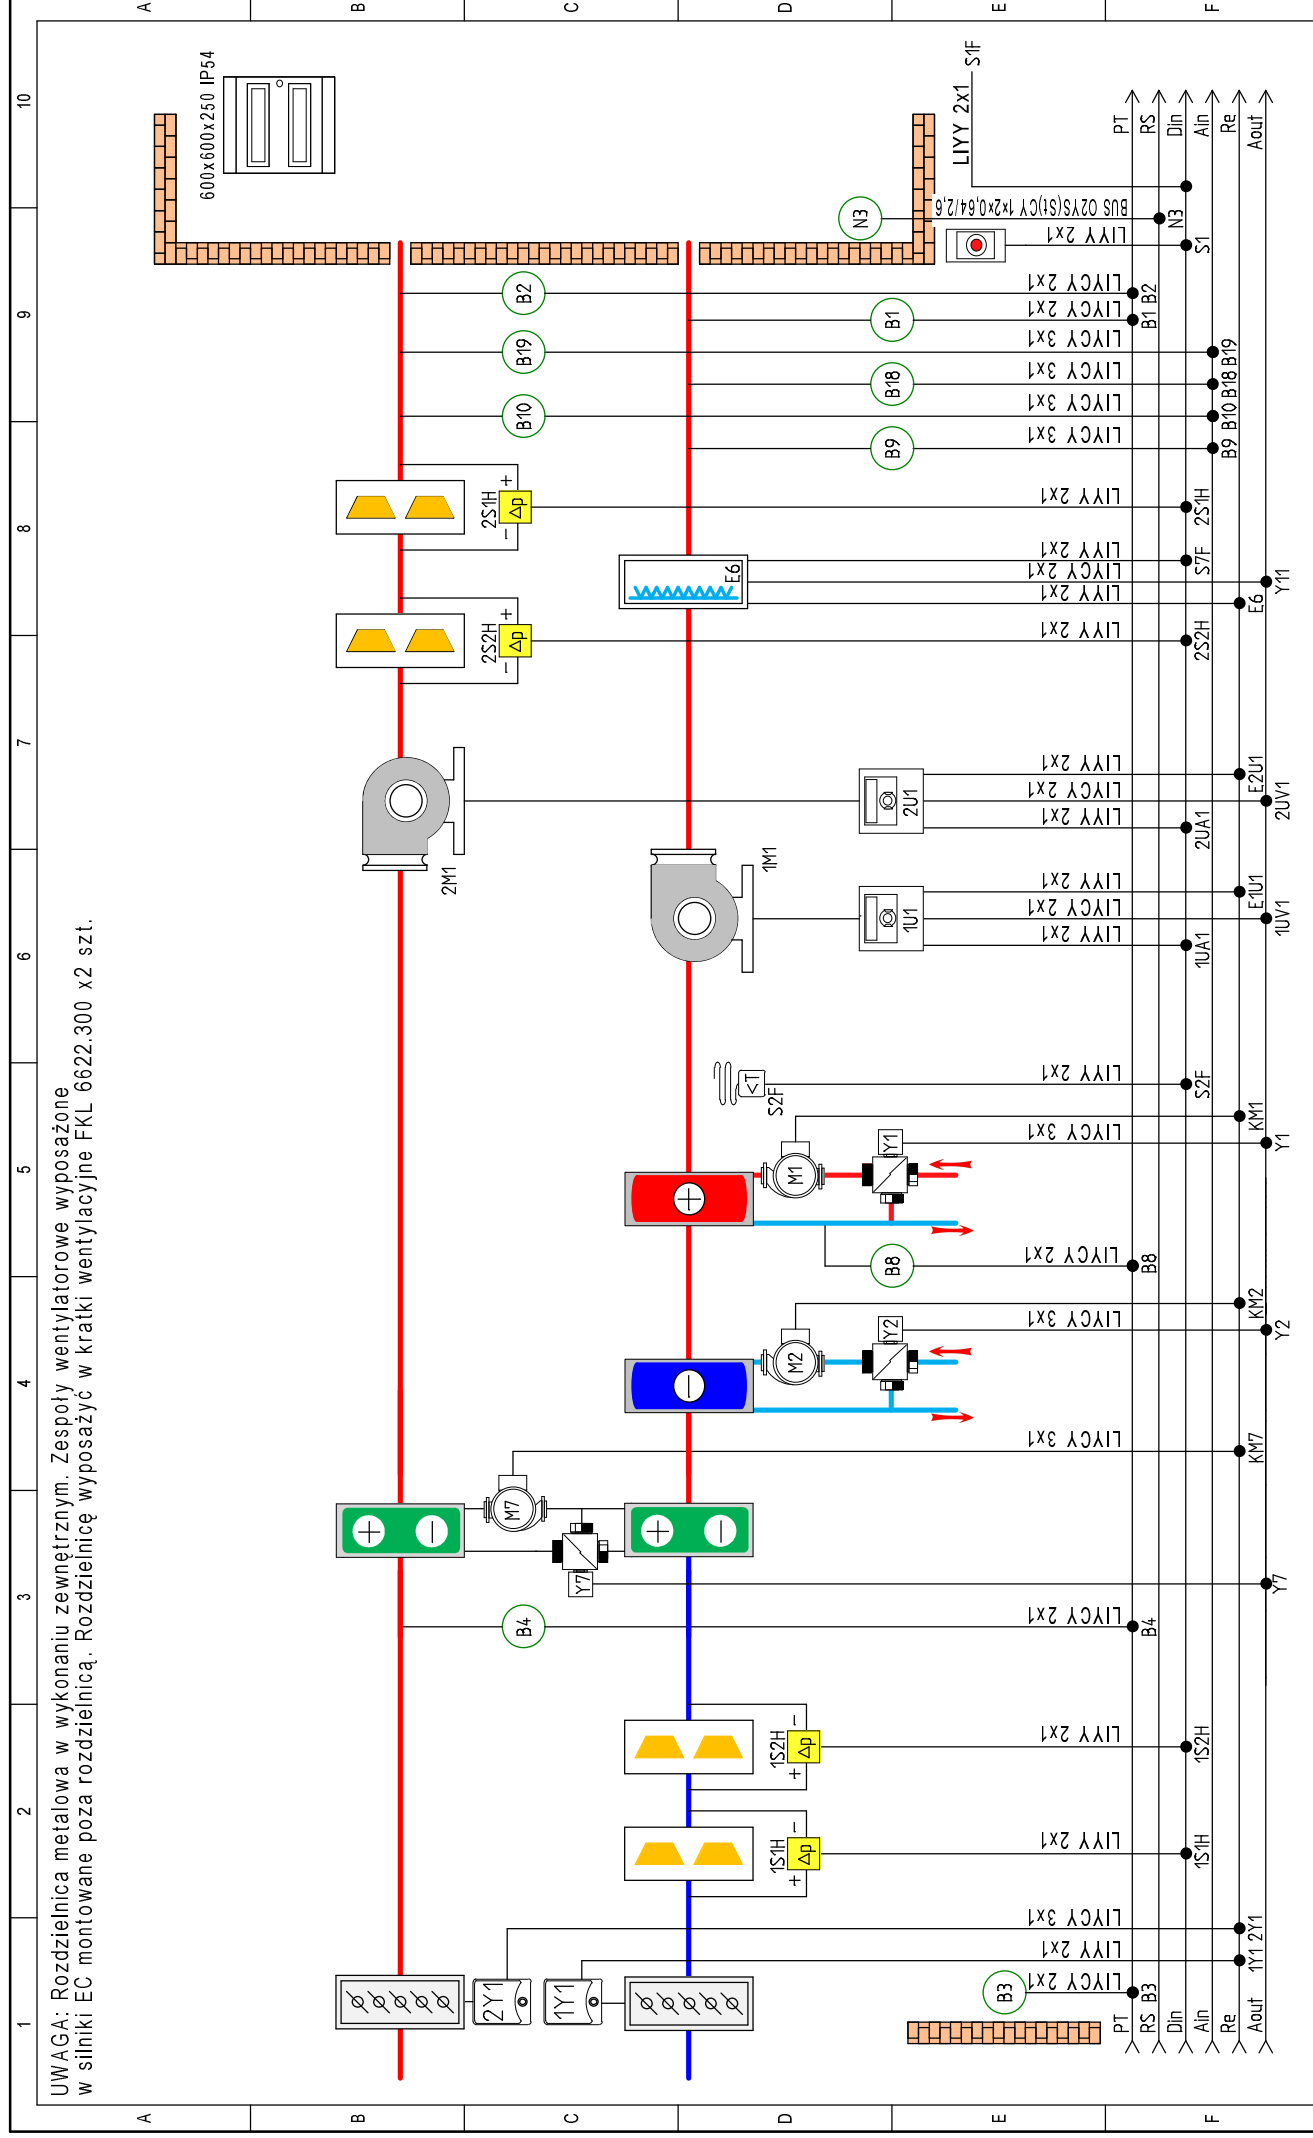 1 2 3 4 5 6 7 8 9 10
UWAGA: Rozdzielnica metalowa w wykonaniu zewnętrznym. Zespoły wentylatorowe wyposażone
w silniki EC montowane poza rozdzielnicą. Rozdzielnicę wyposażyć w kratki wentylacyjne FKL 6622.300 x2 szt.
A A
600x600x250 IP54
B B
2M1
2Y1
1Y1
B4
Y7
M7
2S2H
Δp
- +
2S1H
Δp
- +
B10
B19
B2
C C
1S1H
Δp
+ -
1S2H
Δp
+ -
M2
M1
S2F
<T
1M1
E6
D D
Y2
B8
Y1
1U1
2U1
B9
B18
B1
N3
B3
E E
LIYCY 2x1
LIYY 2x1
LIYCY 3x1
LIYY 2x1
LIYY 2x1
LIYCY 2x1
LIYCY 3x1
LIYCY 3x1
LIYCY 2x1
LIYCY 3x1
LIYY 2x1
LIYY 2x1
LIYCY 2x1
LIYY 2x1
LIYY 2x1
LIYCY 2x1
LIYY 2x1
LIYY 2x1
LIYY 2x1
LIYCY 2x1
LIYY 2x1
LIYY 2x1
LIYCY 3x1
LIYCY 3x1
LIYCY 3x1
LIYCY 3x1
LIYCY 2x1
LIYCY 2x1
LIYY 2x1
BUS O2YS(St)CY 1x2x0,64/2,6
LIYY 2x1
S1F
PT PT
RS B3 B4 B8 B1 B2 RS
Din N3 Din
Ain 1S1H 1S2H S2F 1UA1 2UA1 2S2H S7F 2S1H S1 Ain
Re B9 B10 B18 B19 Re
Aout 1Y1 2Y1 KM7 KM2 KM1 E1U1 E2U1 E6 Aout
Y7 Y2 Y1 1UV1 2UV1 Y11
F F